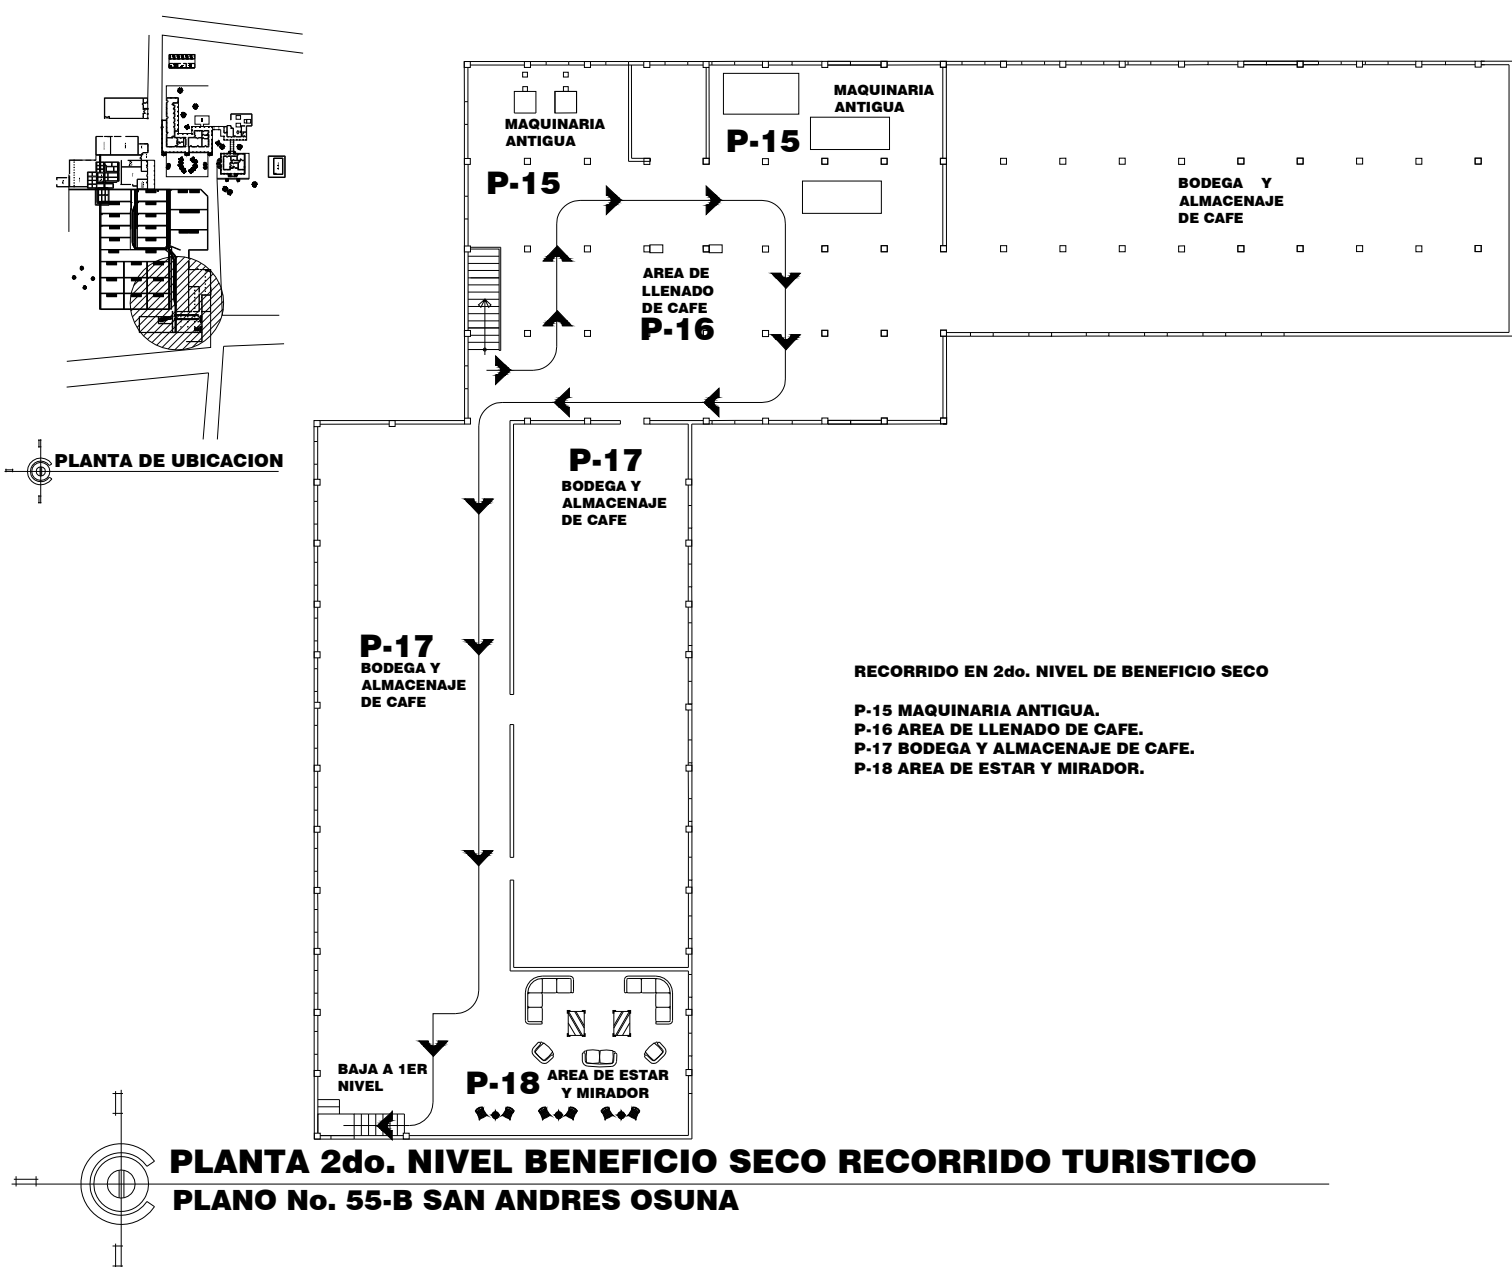 MAQUINARIA
ANTIGUA
P-15
MAQUINARIA
ANTIGUA
P-15
BODEGA Y
ALMACENAJE
DE CAFE
AREA DE
LLENADO
DE CAFE
P-16
PLANTA DE UBICACION
P-17
BODEGA Y
ALMACENAJE
DE CAFE
P-17
BODEGA Y
ALMACENAJE
DE CAFE
RECORRIDO EN 2do. NIVEL DE BENEFICIO SECO
P-15 MAQUINARIA ANTIGUA.
P-16 AREA DE LLENADO DE CAFE.
P-17 BODEGA Y ALMACENAJE DE CAFE.
P-18 AREA DE ESTAR Y MIRADOR.
BAJA A 1ER
NIVEL
P-18
AREA DE ESTAR
Y MIRADOR
PLANTA 2do. NIVEL BENEFICIO SECO RECORRIDO TURISTICO
PLANO No. 55-B SAN ANDRES OSUNA